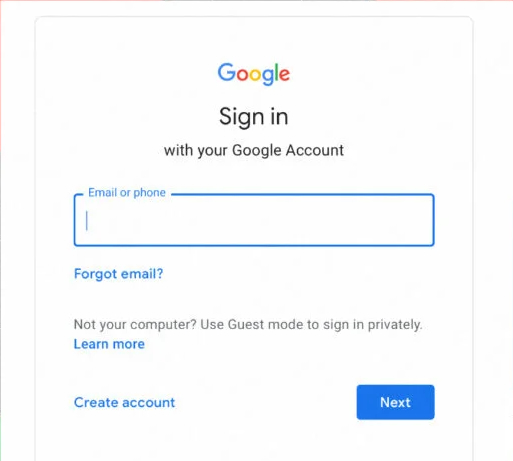 Google
Sign in
with your Google Account
Email or phone
Forgot email?
Not your computer? Use Guest mode to sign in privately.
Learn more
Create account
Next